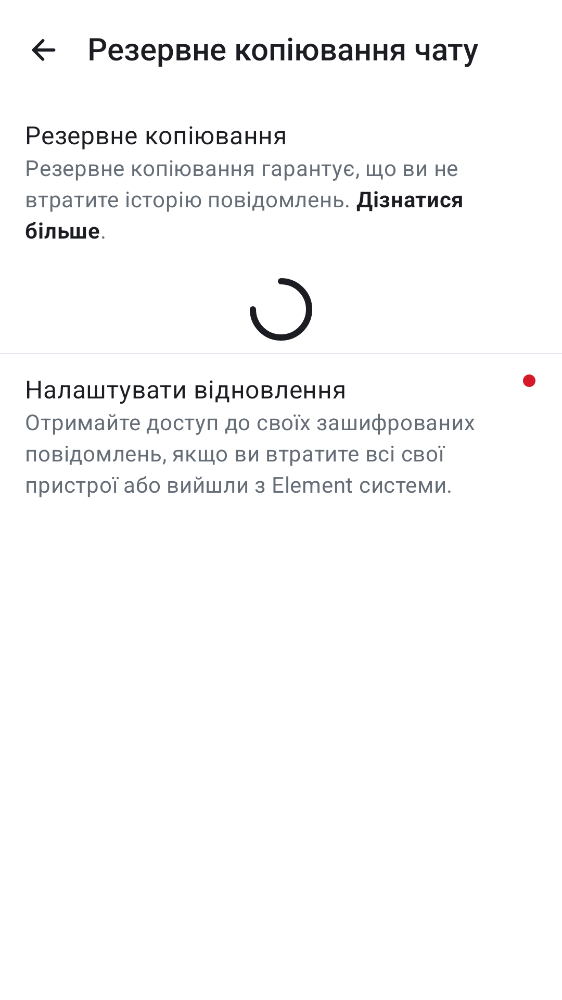 Резервне копіювання чату
Резервне копіювання
Резервне копіювання гарантує, що ви не
втратите історію повідомлень. Дізнатися
більше.
Налаштувати відновлення
Отримайте доступ до своїх зашифрованих
повідомлень, якщо ви втратите всі свої
пристрої або вийшли з Element системи.